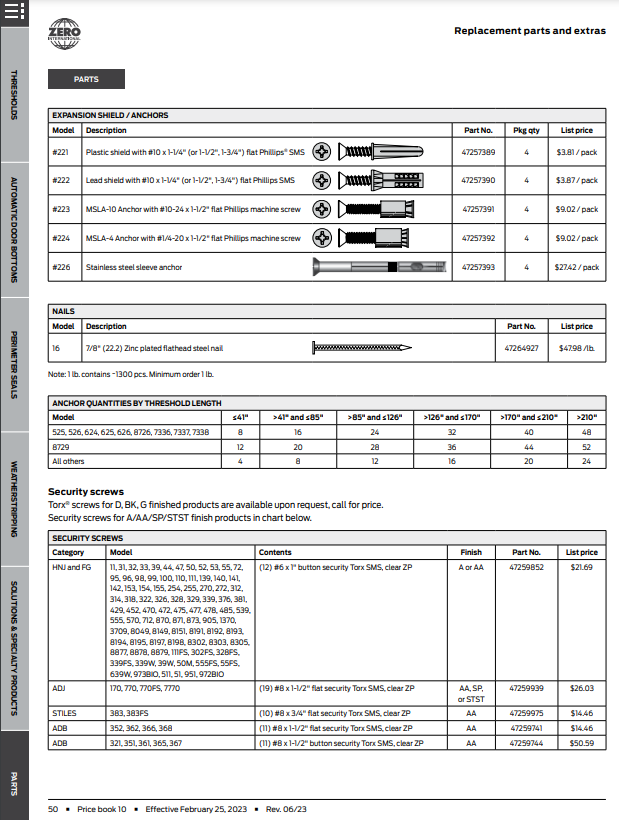 ZERO
INTERNATIONAL
Replacement parts and extras
THRESHOLDS
AUTOMATIC DOOR BOTTOMS
PERIMETER SEALS
WEATHERSTRIPPING
SOLUTIONS & SPECIALTY PRODUCTS
PARTS
PARTS
EXPANSION SHIELD / ANCHORS
Model Description Part No. Pkg qty List price
#221 Plastic shield with #10 x 1-1/4" (or 1-1/2", 1-3/4") flat Phillips® SMS 47257389 4 $3.81 / pack
#222 Lead shield with #10 x 1-1/4" (or 1-1/2", 1-3/4") flat Phillips SMS 47257390 4 $3.87 / pack
#223 MSLA-10 Anchor with #10-24 x 1-1/2" flat Phillips machine screw 47257391 4 $9.02 / pack
#224 MSLA-4 Anchor with #1/4-20 x 1-1/2" flat Phillips machine screw 47257392 4 $9.02 / pack
#226 Stainless steel sleeve anchor 47257393 4 $27.42 / pack
NAILS
Model Description Part No. List price
16 7/8" (22.2) Zinc plated flathead steel nail 47264927 $47.98 /lb.
Note: 1 lb. contains ~1300 pcs. Minimum order 1 lb.
ANCHOR QUANTITIES BY THRESHOLD LENGTH
Model ≤41" >41" and ≤85" >85" and ≤126" >126" and ≤170" >170" and ≤210" >210"
525, 526, 624, 625, 626, 8726, 7336, 7337, 7338 8 16 24 32 40 48
8729 12 20 28 36 44 52
All others 4 8 12 16 20 24
Security screws
Torx® screws for D, BK, G finished products are available upon request, call for price.
Security screws for A/AA/SP/STST finish products in chart below.
SECURITY SCREWS
Category Model Contents Finish Part No. List price
HNJ and FG 11, 31, 32, 33, 39, 44, 47, 50, 52, 53, 55, 72, (12) #6 x 1" button security Torx SMS, clear ZP A or AA 47259852 $21.69
95, 96, 98, 99, 100, 110, 111, 139, 140, 141,
142, 153, 154, 155, 254, 255, 270, 272, 312,
314, 318, 322, 326, 328, 329, 339, 376, 381,
429, 452, 470, 472, 475, 477, 478, 485, 539,
555, 570, 712, 870, 871, 873, 905, 1370,
3709, 8049, 8149, 8151, 8191, 8192, 8193,
8194, 8195, 8197, 8198, 8302, 8303, 8305,
8877, 8878, 8879, 111FS, 302FS, 328FS,
339FS, 339W, 39W, 50M, 555FS, 55FS,
639W, 973BIO, 511, 51, 951, 972BIO
ADJ 170, 770, 770FS, 7770 (19) #8 x 1-1/2" flat security Torx SMS, clear ZP AA, SP, 47259939 $26.03
or STST
STILES 383, 383FS (10) #8 x 3/4" flat security Torx SMS, clear ZP AA 47259975 $14.46
ADB 352, 362, 366, 368 (11) #8 x 1-1/2" flat security Torx SMS, clear ZP AA 47259741 $14.46
ADB 321, 351, 361, 365, 367 (11) #8 x 1-1/2" button security Torx SMS, clear ZP AA 47259744 $50.59
50 ■ Price book 10 ■ Effective February 25, 2023 ■ Rev. 06/23